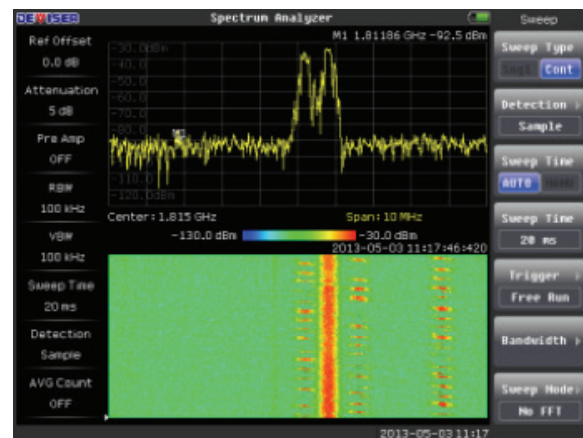 DEVISER
Spectrum Analyzer
Sweep
Ref Offset
0.0 dB
Attenuation
5 dB
Pre Amp
OFF
RBW
100 kHz
VBW
100 kHz
Sweep Time
20 ms
Detection
Sample
AVG Count
OFF
M1 1.81186 GHz -92.5 dBm
-30.0dBm
-40.0
-50.0
-60.0
-70.0
-80.0
-110.0
-120.0dBm
Center: 1.815 GHz
Span: 10 MHz
-130.0 dBm
-30.0 dBm
2013-05-03 11:17:46:420
2013-05-03 11:17
Sweep Type
Sngl Cont
Detection
Sample
Sweep Time
AUTO MANU
Sweep Time
20 ms
Trigger
Free Run
Bandwidth
Sweep Mode
No FFT